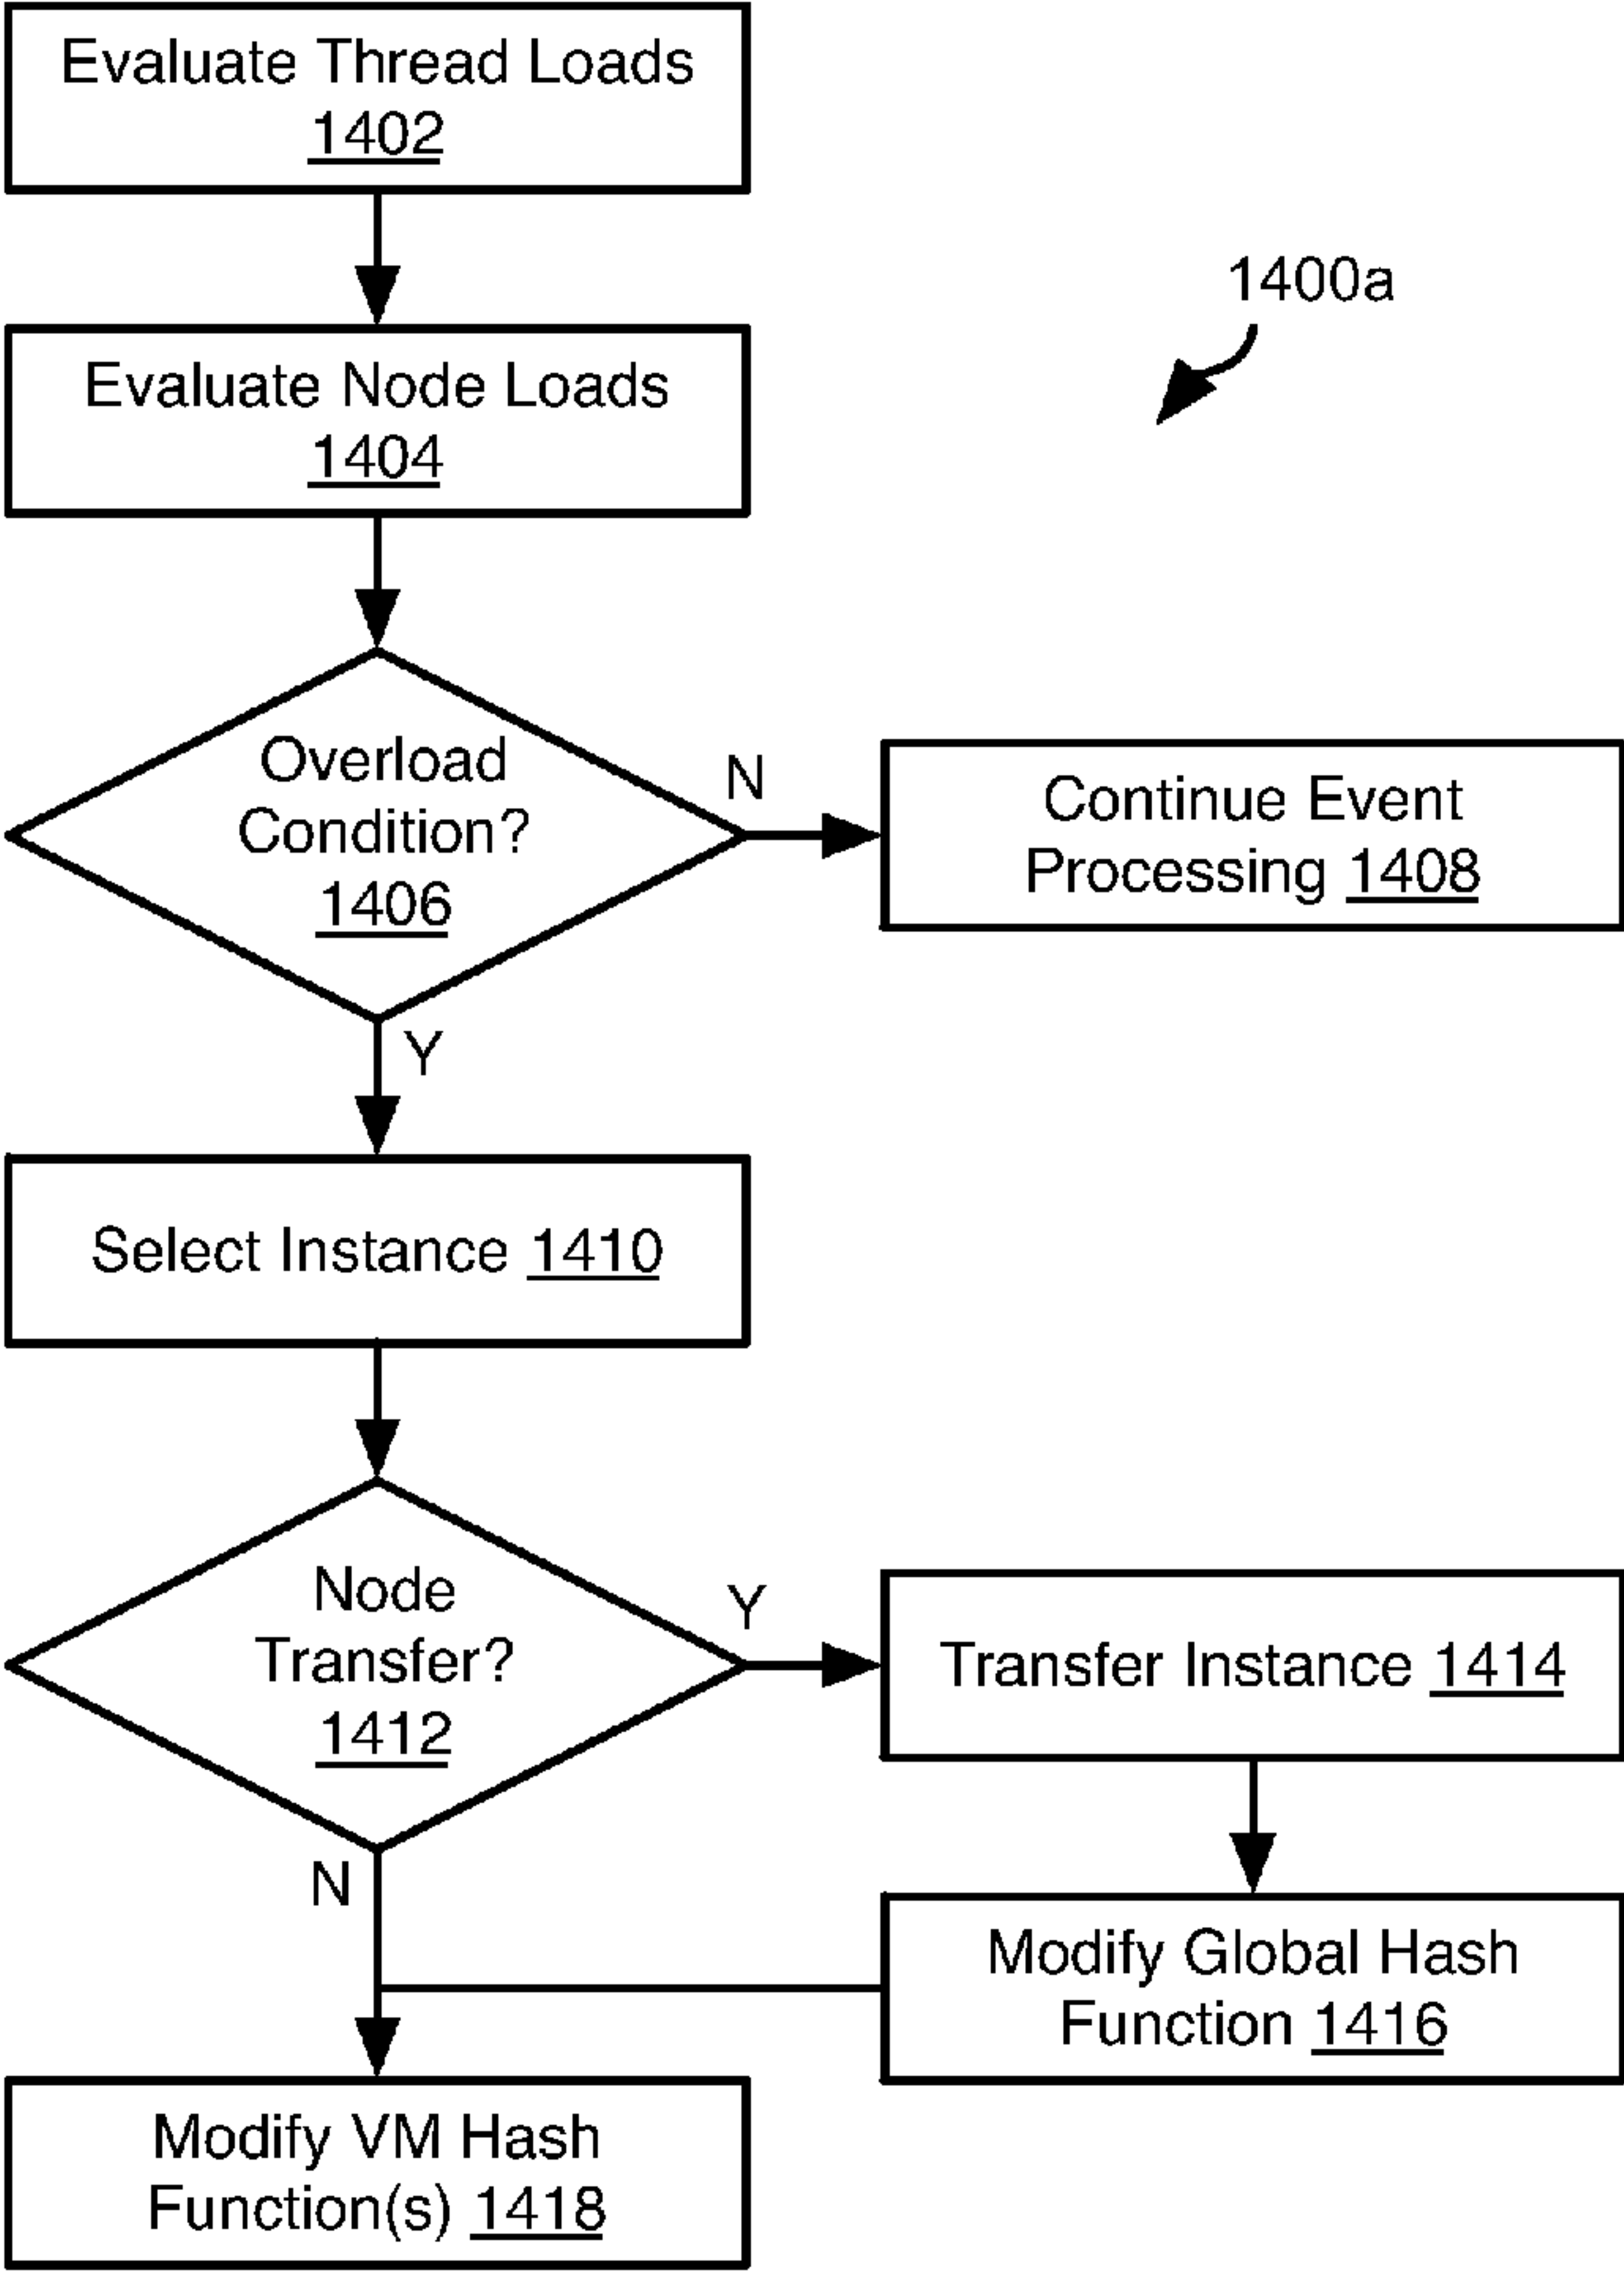 Evaluate Thread Loads
1402
1400a
Evaluate Node Loads
1404
Overload
Condition?
1406
N
Continue Event
Processing 1408
Y
Select Instance 1410
Node
Transfer?
1412
Y
Transfer Instance 1414
N
Modify Global Hash
Function 1416
Modify VM Hash
Function(s) 1418